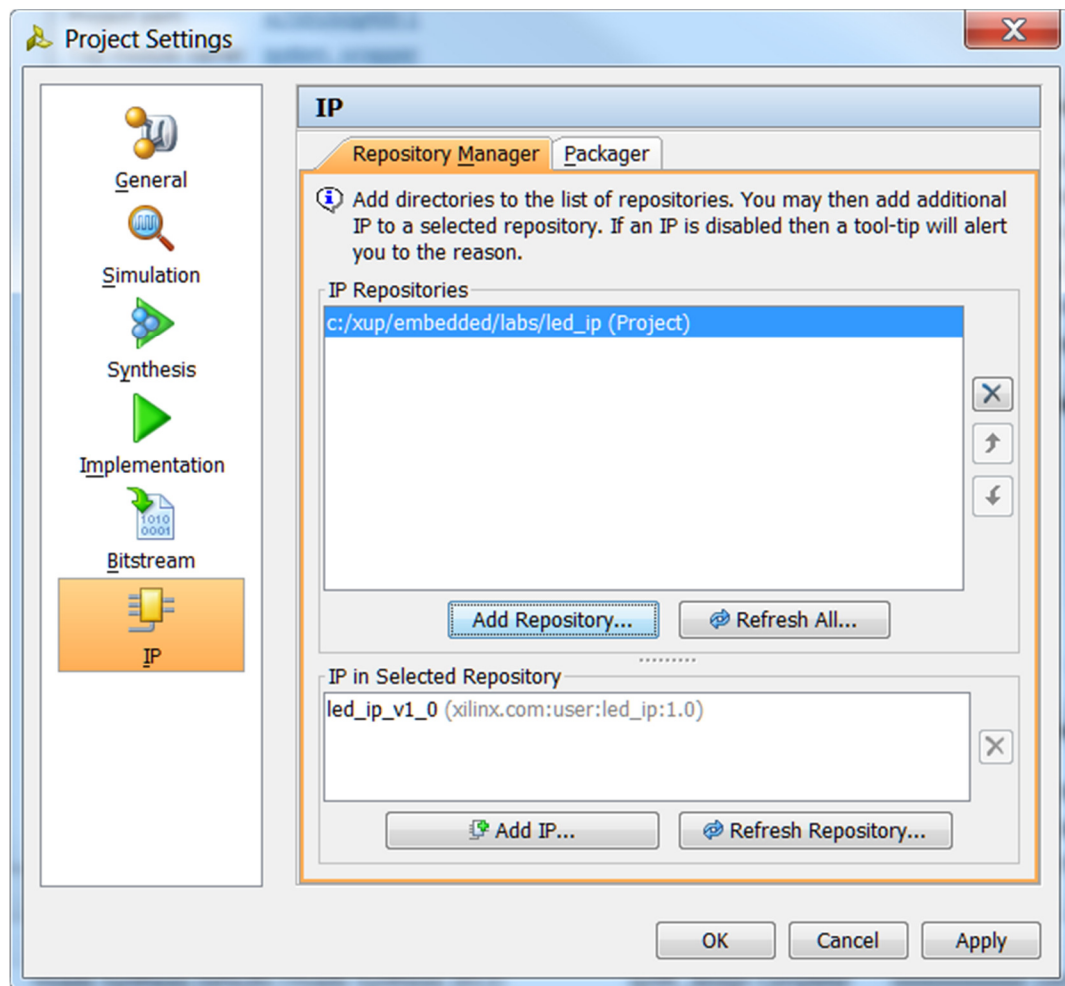 Project Settings
General
Simulation
Synthesis
Implementation
Bitstream
IP
IP
Repository Manager
Packager
Add directories to the list of repositories. You may then add additional
IP to a selected repository. If an IP is disabled then a tool-tip will alert
you to the reason.
IP Repositories
c:/xup/embedded/labs/led_ip (Project)
Add Repository...
Refresh All...
IP in Selected Repository
led_ip_v1_0 (xilinx.com:user:led_ip:1.0)
Add IP...
Refresh Repository...
OK
Cancel
Apply